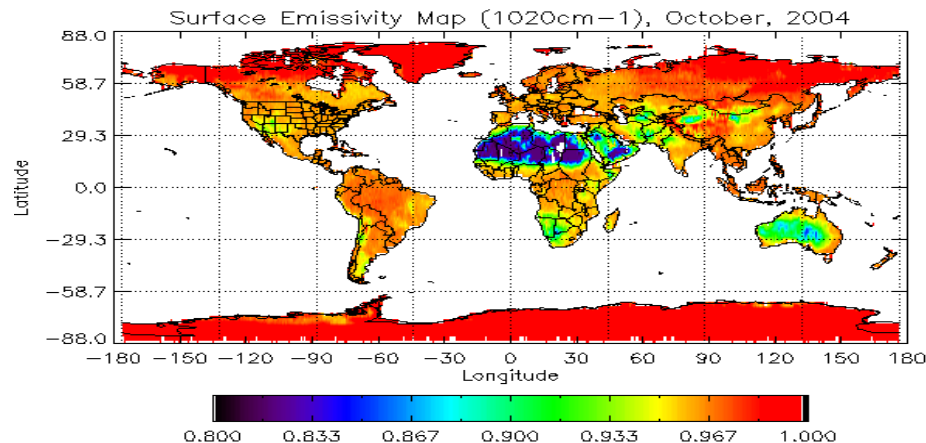 Surface Emissivity Map (1020cm-1), October, 2004
88.0
58.7
29.3
0.0
-29.3
-58.7
-88.0
Latitude
-180 -150 -120 -90 -60 -30 0 30 60 90 120 150 180
Longitude
0.800 0.833 0.867 0.900 0.933 0.967 1.000